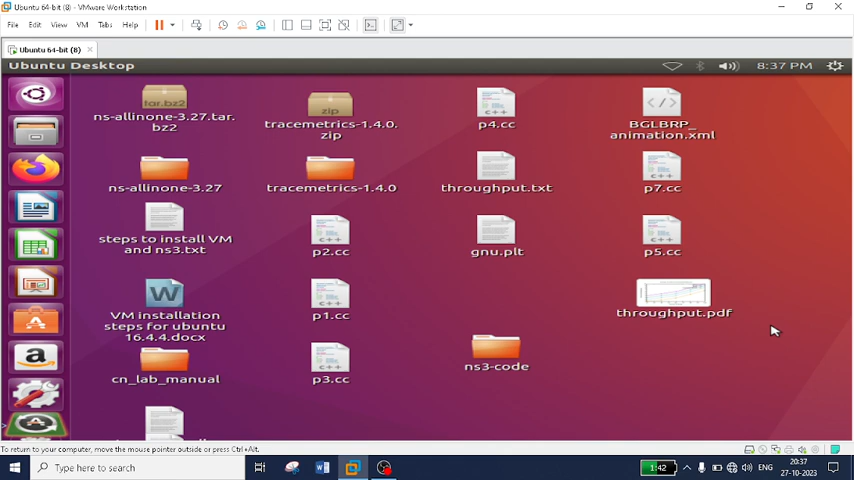 Ubuntu 64-bit (8) - VMware Workstation
File Edit View VM Tabs Help
Ubuntu 64-bit (8)
Ubuntu Desktop 8:37 PM
ns-allinone-3.27.tar.
bz2
tracemetrics-1.4.0.
zip
p4.cc
BGLBRP_
animation.xml
ns-allinone-3.27
tracemetrics-1.4.0
throughput.txt
p7.cc
steps to install VM
and ns3.txt
p2.cc
gnu.plt
p5.cc
VM installation
steps for ubuntu
16.4.4.docx
p1.cc
throughput.pdf
cn_lab_manual
p3.cc
ns3-code
To return to your computer, move the mouse pointer outside or press Ctrl+Alt.
Type here to search
1:42
ENG
20:37
27-10-2023